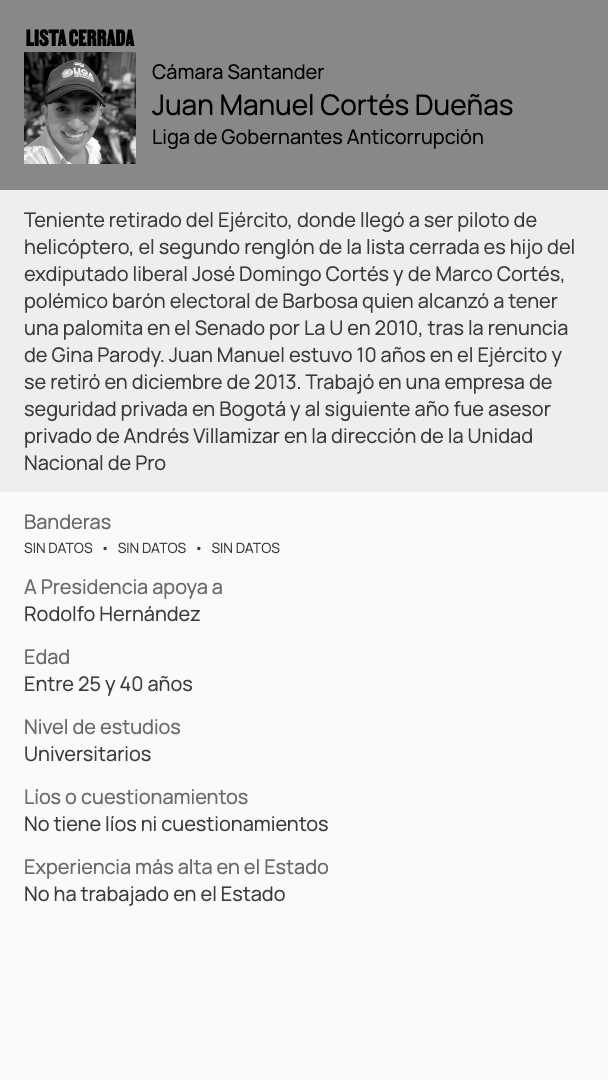 LISTA CERRADA
LIGA
Cámara Santander
Juan Manuel Cortés Dueñas
Liga de Gobernantes Anticorrupción
Teniente retirado del Ejército, donde llegó a ser piloto de
helicóptero, el segundo renglón de la lista cerrada es hijo del
exdiputado liberal José Domingo Cortés y de Marco Cortés,
polémico barón electoral de Barbosa quien alcanzó a tener
una palomita en el Senado por La U en 2010, tras la renuncia
de Gina Parody. Juan Manuel estuvo 10 años en el Ejército y
se retiró en diciembre de 2013. Trabajó en una empresa de
seguridad privada en Bogotá y al siguiente año fue asesor
privado de Andrés Villamizar en la dirección de la Unidad
Nacional de Pro
Banderas
SIN DATOS • SIN DATOS • SIN DATOS
A Presidencia apoya a
Rodolfo Hernández
Edad
Entre 25 y 40 años
Nivel de estudios
Universitarios
Líos o cuestionamientos
No tiene líos ni cuestionamientos
Experiencia más alta en el Estado
No ha trabajado en el Estado